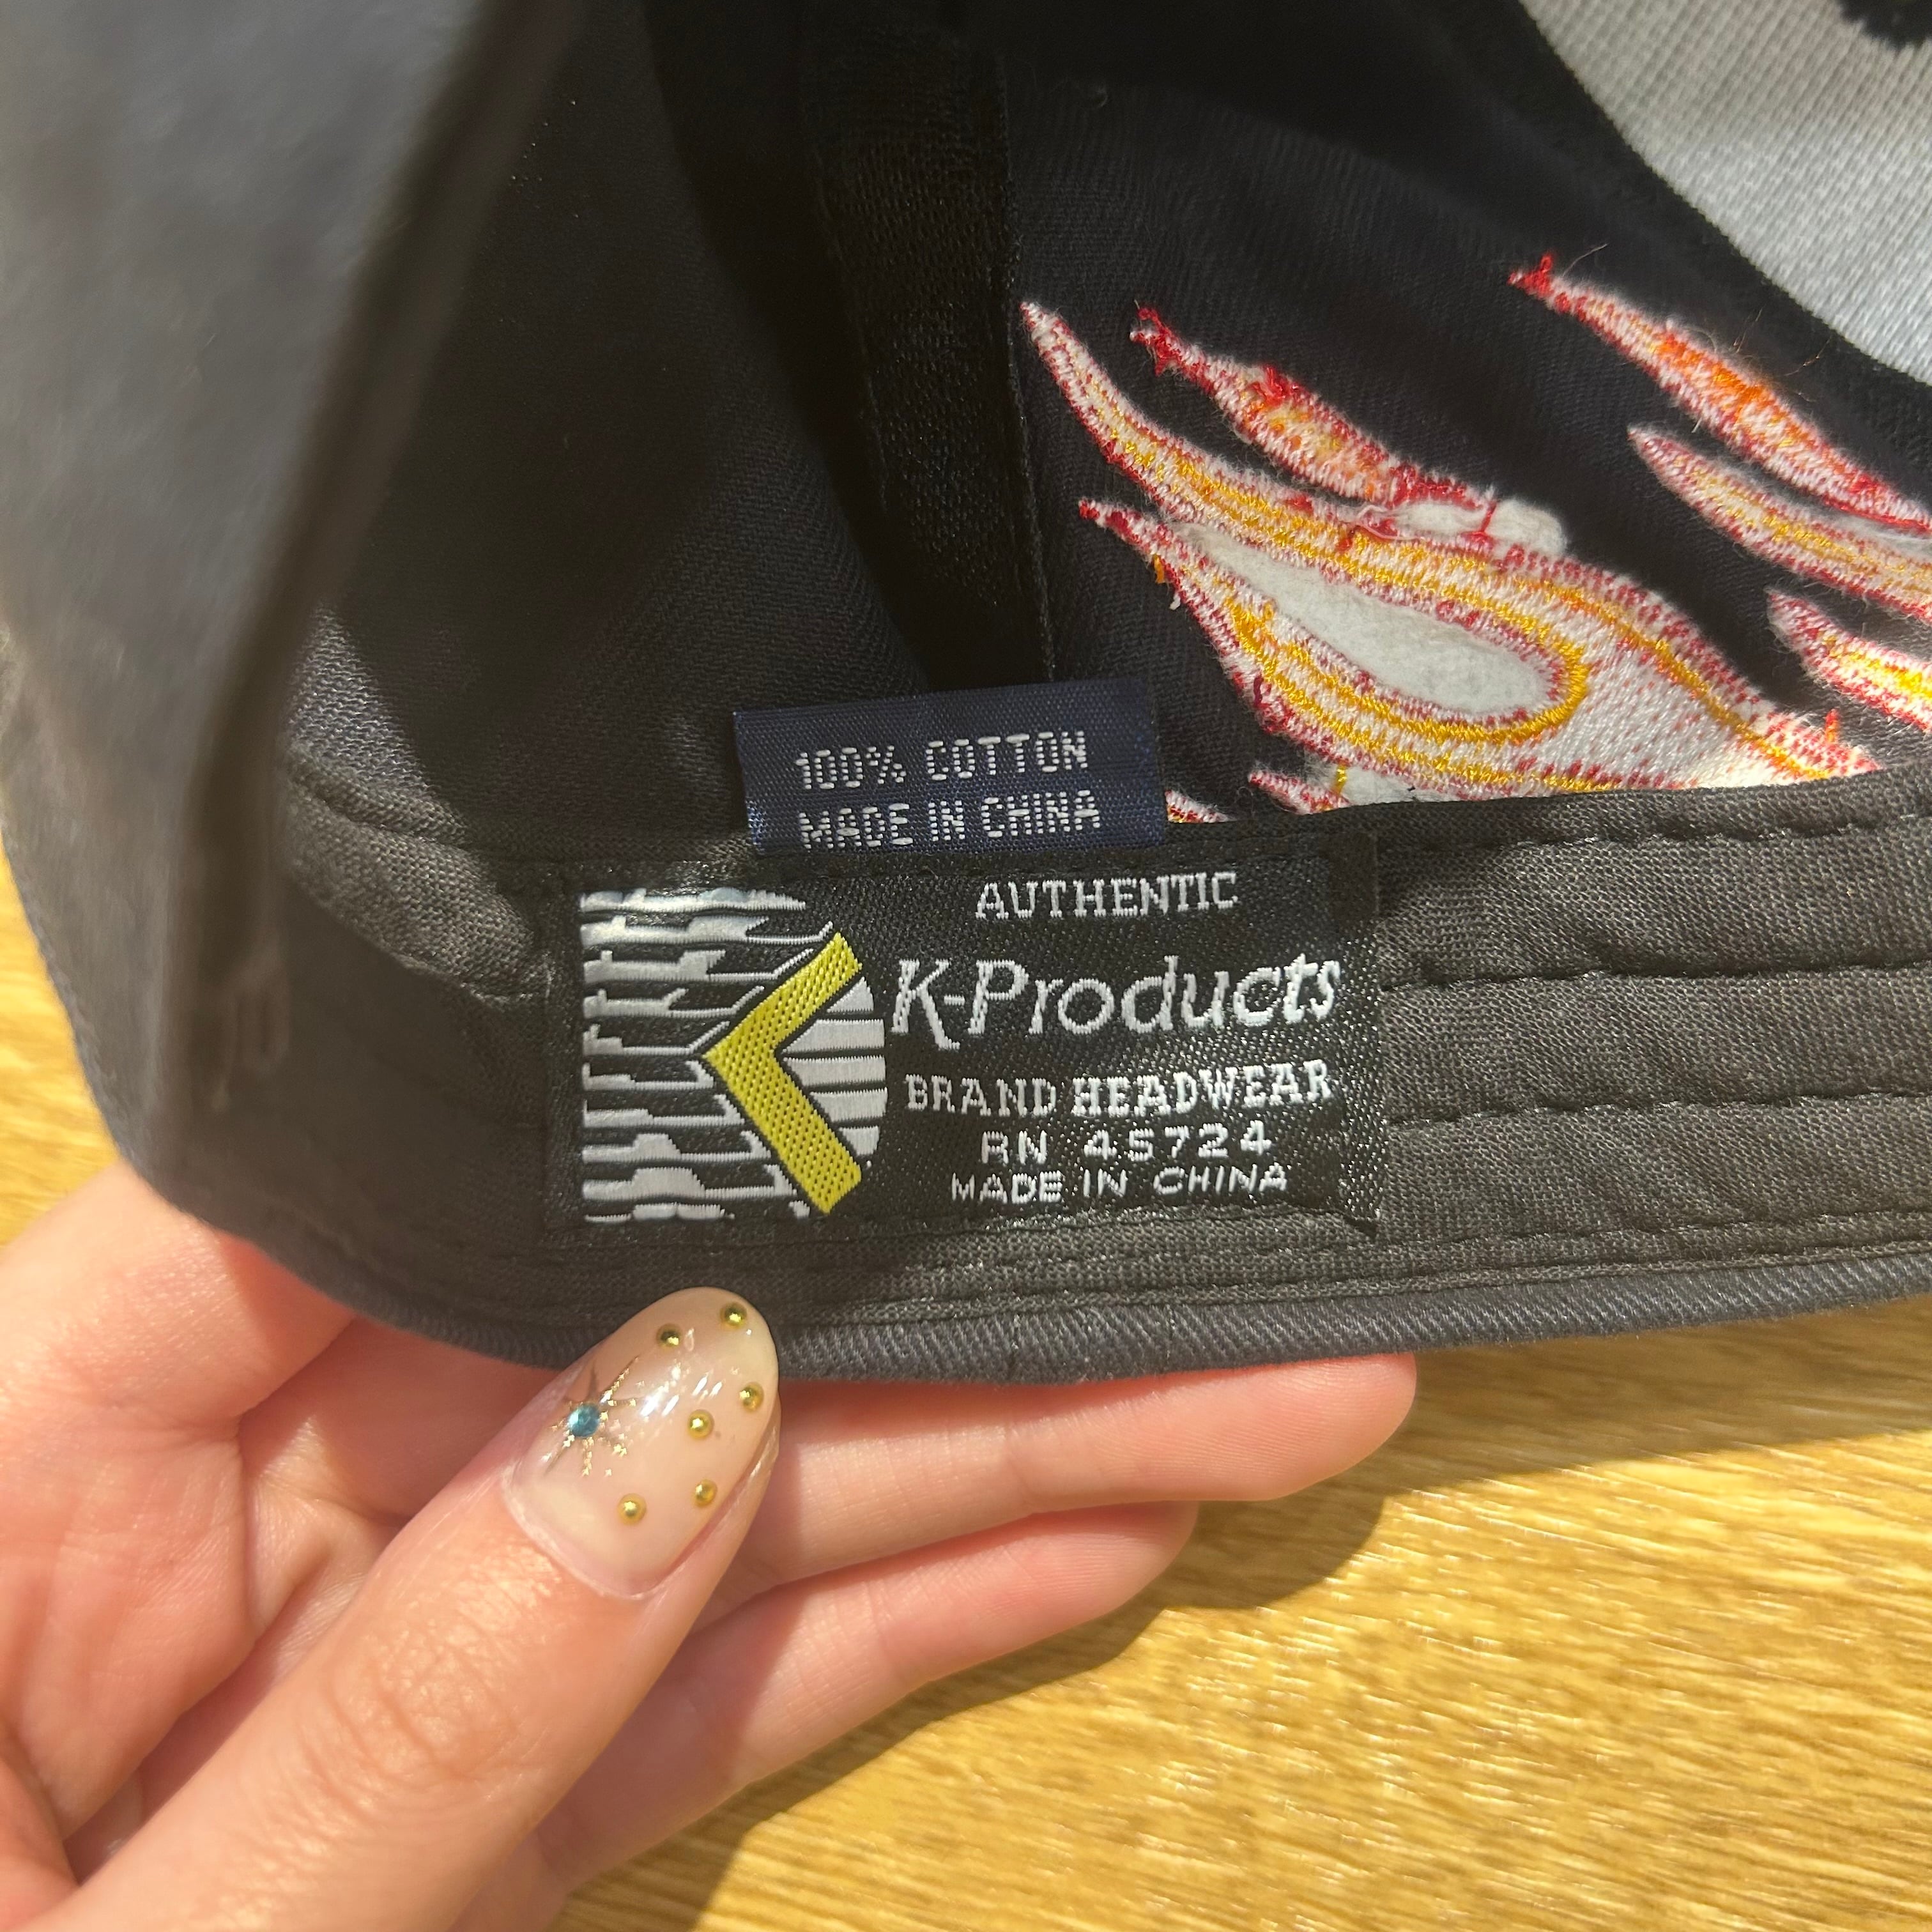 100% COTTON
MADE IN CHINA
AUTHENTIC
K-Products
BRAND HEADWEAR
RN 45724
MADE IN CHINA